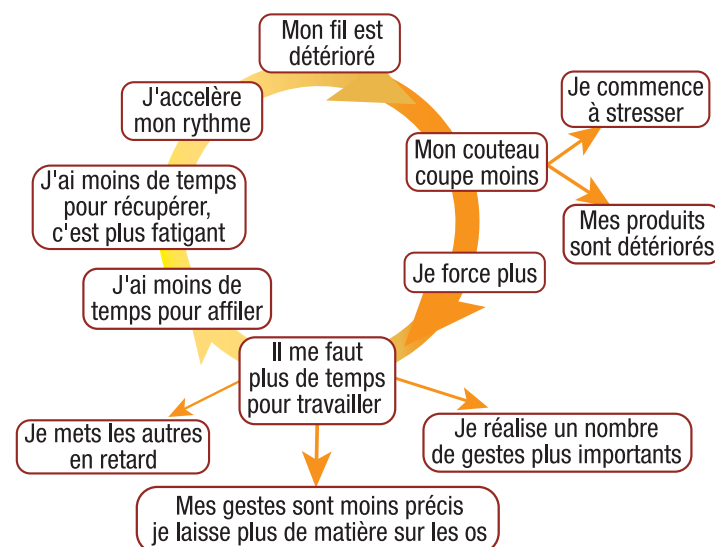 Mon fil est
détérioré
Je commence
à stresser
J'accelère
mon rythme
Mon couteau
coupe moins
J'ai moins de temps
pour récupérer,
c'est plus fatigant
Mes produits
sont détériorés
Je force plus
J'ai moins de
temps pour affiler
Il me faut
plus de temps
pour travailler
Je mets les autres
en retard
Je réalise un nombre
de gestes plus importants
Mes gestes sont moins précis
je laisse plus de matière sur les os